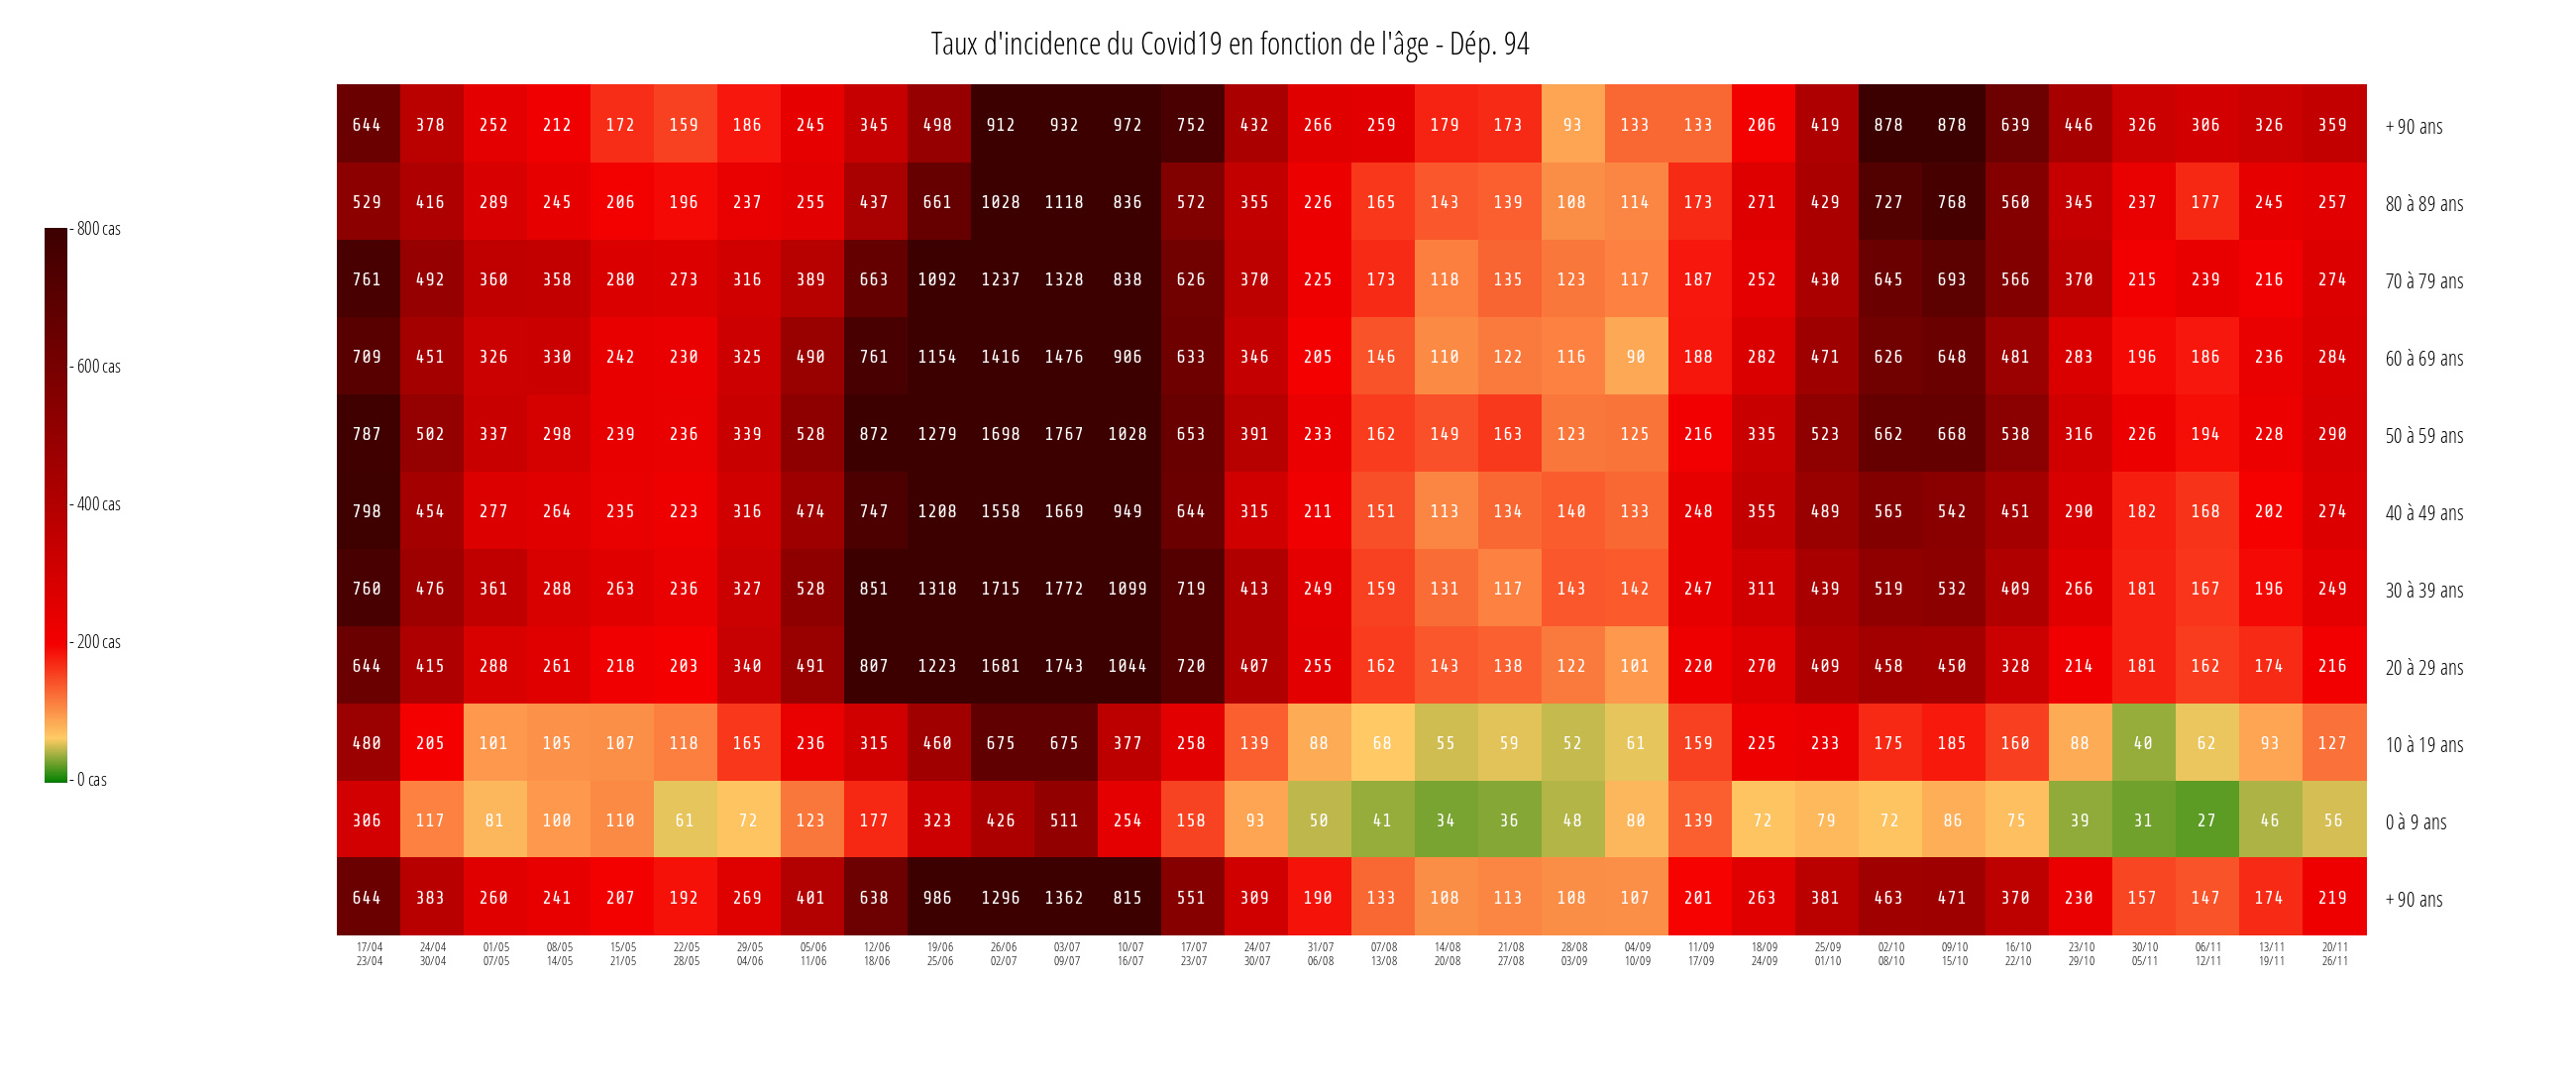 Taux d'incidence du Covid19 en fonction de l'âge - Dép. 94
644 378 252 212 172 159 186 245 345 498 912 932 972 752 432 266 259 179 173 93 133 133 206 419 878 878 639 446 326 306 326 359 + 90 ans
529 416 289 245 206 196 237 255 437 661 1028 1118 836 572 355 226 165 143 139 108 114 173 271 429 727 768 560 345 237 177 245 257 80 à 89 ans
- 800 cas
761 492 360 358 280 273 316 389 663 1092 1237 1328 838 626 370 225 173 118 135 123 117 187 252 430 645 693 566 370 215 239 216 274 70 à 79 ans
709 451 326 330 242 230 325 490 761 1154 1416 1476 906 633 346 205 146 110 122 116 90 188 282 471 626 648 481 283 196 186 236 284 60 à 69 ans
- 600 cas
787 502 337 298 239 236 339 528 872 1279 1698 1767 1028 653 391 233 162 149 163 123 125 216 335 523 662 668 538 316 226 194 228 290 50 à 59 ans
- 400 cas
798 454 277 264 235 223 316 474 747 1208 1558 1669 949 644 315 211 151 113 134 140 133 248 355 489 565 542 451 290 182 168 202 274 40 à 49 ans
760 476 361 288 263 236 327 528 851 1318 1715 1772 1099 719 413 249 159 131 117 143 142 247 311 439 519 532 409 266 181 167 196 249 30 à 39 ans
- 200 cas
644 415 288 261 218 203 340 491 807 1223 1681 1743 1044 720 407 255 162 143 138 122 101 220 270 409 458 450 328 214 181 162 174 216 20 à 29 ans
480 205 101 105 107 118 165 236 315 460 675 675 377 258 139 88 68 55 59 52 61 159 225 233 175 185 160 88 40 62 93 127 10 à 19 ans
- 0 cas
306 117 81 100 110 61 72 123 177 323 426 511 254 158 93 50 41 34 36 48 80 139 72 79 72 86 75 39 31 27 46 56 0 à 9 ans
644 383 260 241 207 192 269 401 638 986 1296 1362 815 551 309 190 133 108 113 108 107 201 263 381 463 471 370 230 157 147 174 219 + 90 ans
17/04 24/04 01/05 08/05 15/05 22/05 29/05 05/06 12/06 19/06 26/06 03/07 10/07 17/07 24/07 31/07 07/08 14/08 21/08 28/08 04/09 11/09 18/09 25/09 02/10 09/10 16/10 23/10 30/10 06/11 13/11 20/11
23/04 30/04 07/05 14/05 21/05 28/05 04/06 11/06 18/06 25/06 02/07 09/07 16/07 23/07 30/07 06/08 13/08 20/08 27/08 03/09 10/09 17/09 24/09 01/10 08/10 15/10 22/10 29/10 05/11 12/11 19/11 26/11